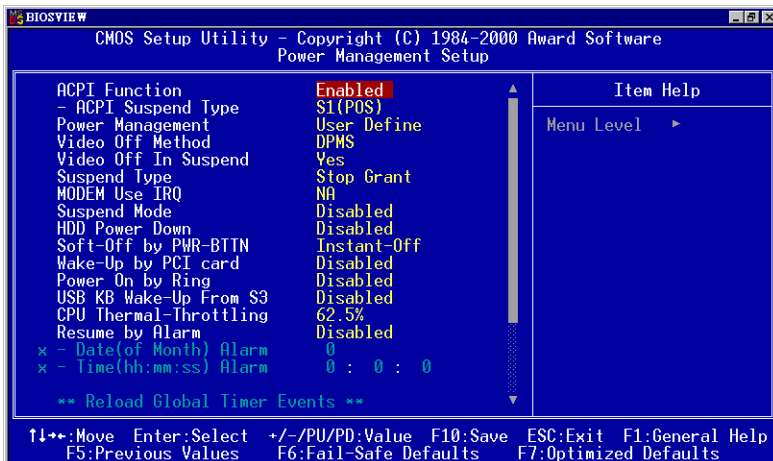 BIOSVIEW
CMOS Setup Utility - Copyright (C) 1984-2000 Award Software
Power Management Setup
ACPI Function Enabled
- ACPI Suspend Type S1(POS)
Power Management User Define
Video Off Method DPMS
Video Off In Suspend Yes
Suspend Type Stop Grant
MODEM Use IRQ NA
Suspend Mode Disabled
HDD Power Down Disabled
Soft-Off by PWR-BTTN Instant-Off
Wake-Up by PCI card Disabled
Power On by Ring Disabled
USB KB Wake-Up From S3 Disabled
CPU Thermal-Throttling 62.5%
Resume by Alarm Disabled
x - Date(of Month) Alarm 0
x - Time(hh:mm:ss) Alarm 0 : 0 : 0
** Reload Global Timer Events **
Item Help
Menu Level ►
↑↓→←:Move Enter:Select +/-/PU/PD:Value F10:Save ESC:Exit F1:General Help
F5:Previous Values F6:Fail-Safe Defaults F7:Optimized Defaults